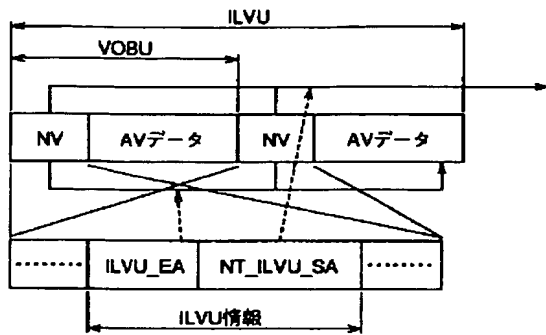 ILVU
VOBU
NV AVデータ NV AVデータ
......... ILVU_EA NT_ILVU_SA .........
ILVU情報